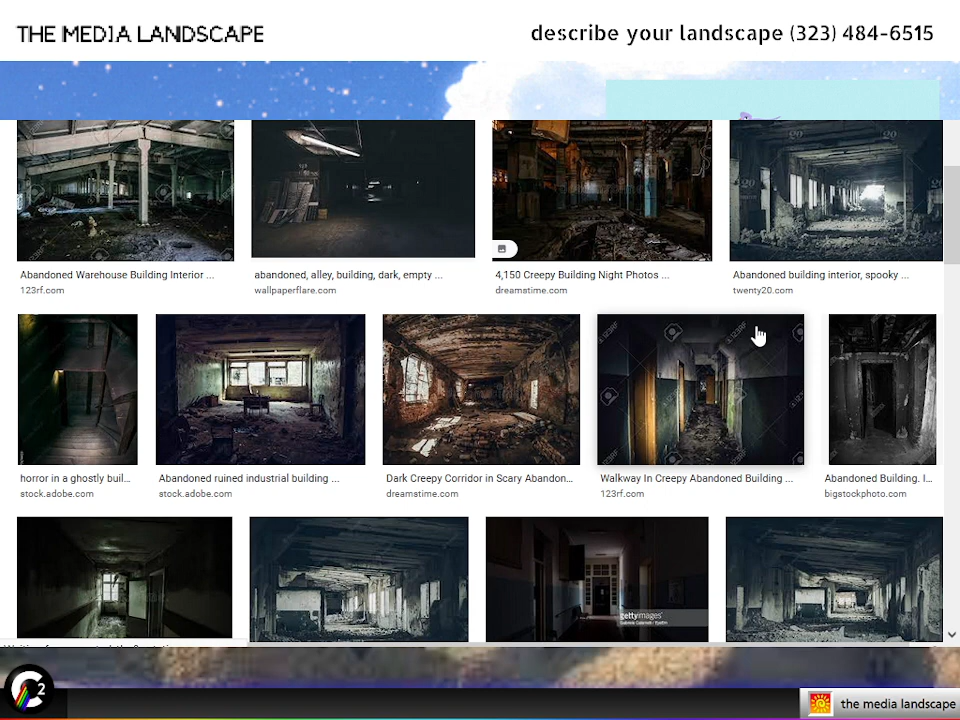 THE MEDIA LANDSCAPE
describe your landscape (323) 484-6515
Abandoned Warehouse Building Interior ...
123rf.com
abandoned, alley, building, dark, empty ...
wallpaperflare.com
4,150 Creepy Building Night Photos ...
dreamstime.com
Abandoned building interior, spooky ...
twenty20.com
horror in a ghostly buil...
stock.adobe.com
Abandoned ruined industrial building ...
stock.adobe.com
Dark Creepy Corridor in Scary Abandon...
dreamstime.com
Walkway In Creepy Abandoned Building ...
123rf.com
Abandoned Building. I...
bigstockphoto.com
gettyimages
2
the media landscape